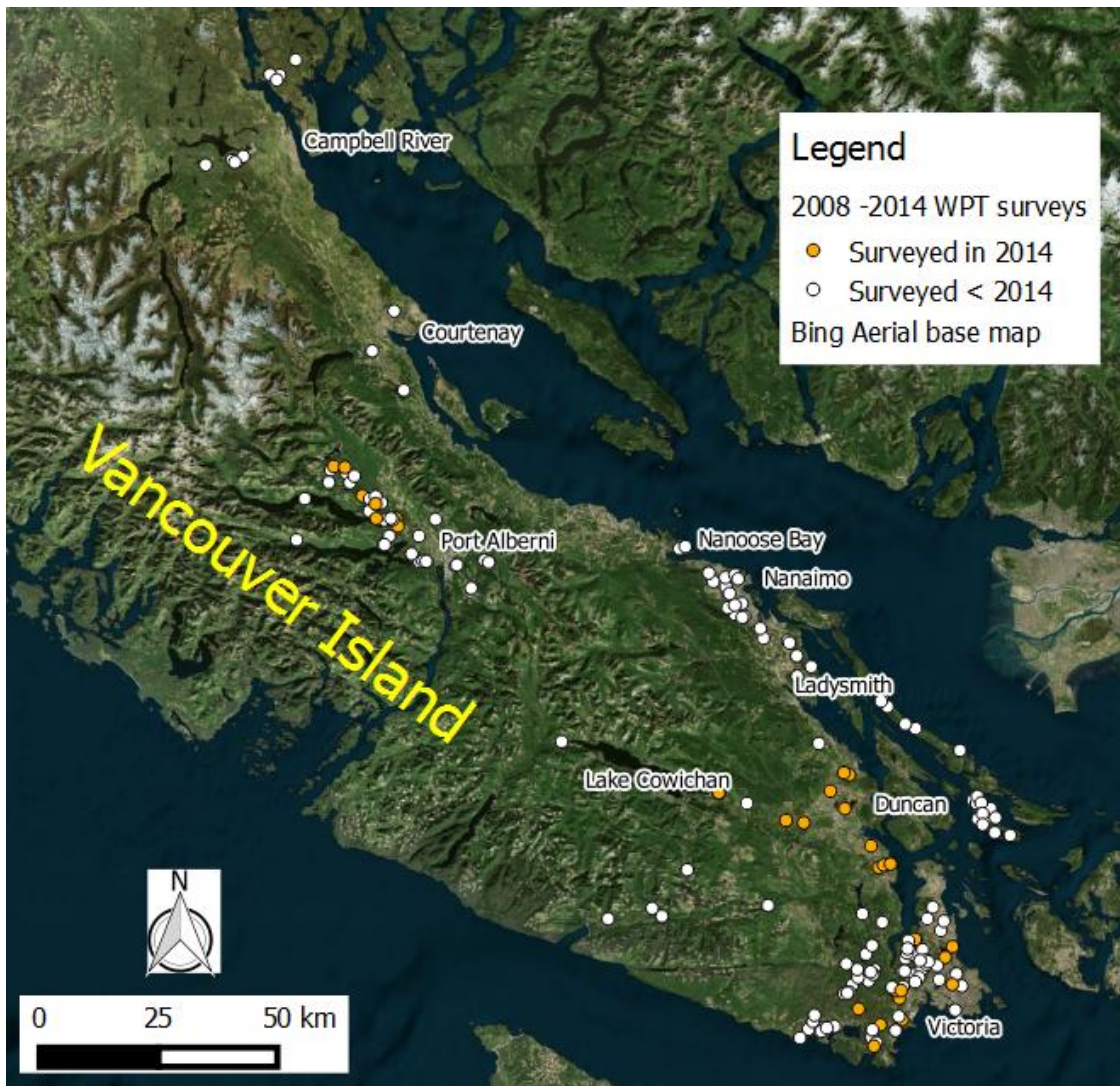 Campbell River
Legend
2008 -2014 WPT surveys
Surveyed in 2014
Surveyed < 2014
Bing Aerial base map
Courtenay
Vancouver Island
Port Alberni
Nanoose Bay
Nanaimo
Ladysmith
Lake Cowichan
Duncan
N
Victoria
0 25 50 km